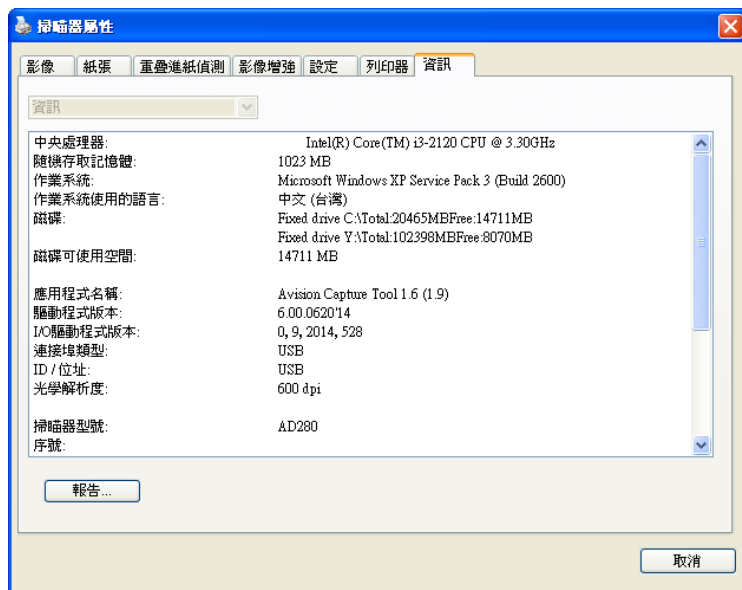 掃瞄器屬性
影像 紙張 重疊進紙偵測 影像增強 設定 列印器 資訊
資訊
中央處理器: Intel(R) Core(TM) i3-2120 CPU @ 3.30GHz
隨機存取記憶體: 1023 MB
作業系統: Microsoft Windows XP Service Pack 3 (Build 2600)
作業系統使用的語言: 中文 (台灣)
磁碟: Fixed drive C:\Total:20465MBFree:14711MB
Fixed drive Y:\Total:102398MBFree:8070MB
磁碟可使用空間: 14711 MB
應用程式名稱: Avision Capture Tool 1.6 (1.9)
驅動程式版本: 6.00.0620'14
I/O驅動程式版本: 0, 9, 2014, 528
連接埠類型: USB
ID / 位址: USB
光學解析度: 600 dpi
掃瞄器型號: AD280
序號:
報告...
取消